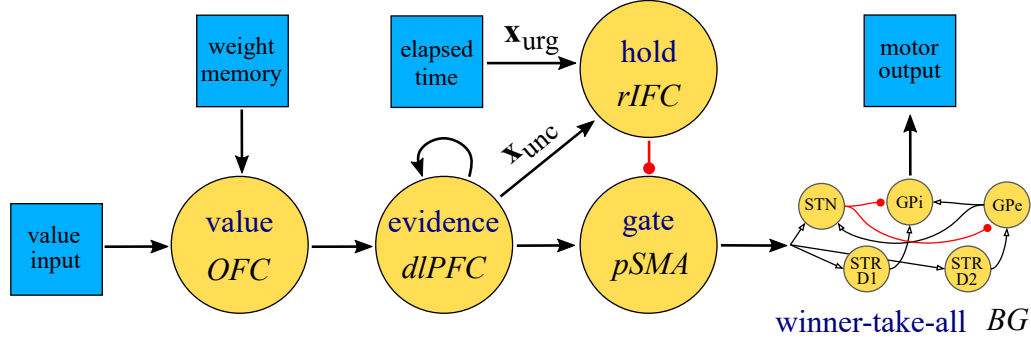 weight
memory
elapsed
time
x_urg
hold
rIFC
motor
output
x_unc
value
input
value
OFC
evidence
dlPFC
gate
pSMA
STN
GPi
GPe
STR
D1
STR
D2
winner-take-all BG